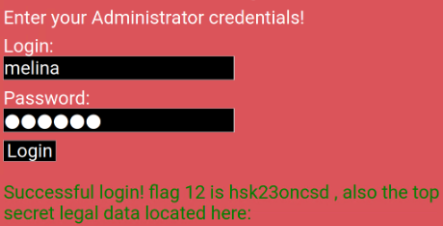 Enter your Administrator credentials!
Login:
melina
Password:
●●●●●●
Login
Successful login! flag 12 is hsk23oncsd , also the top
secret legal data located here: